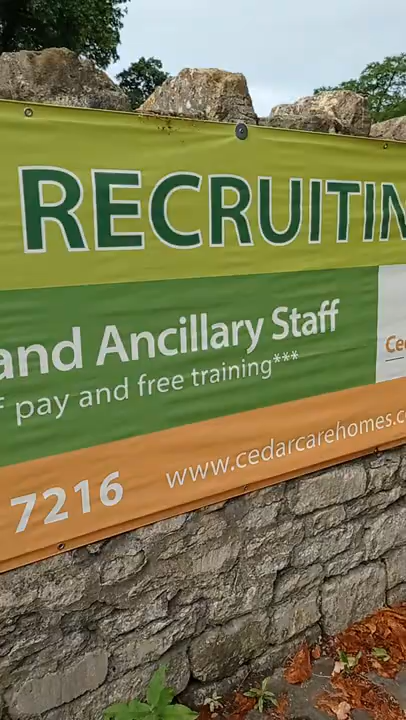 RECRUITIN
and Ancillary Staff
pay and free training***
7216 www.cedarcarehomes.c
Ce